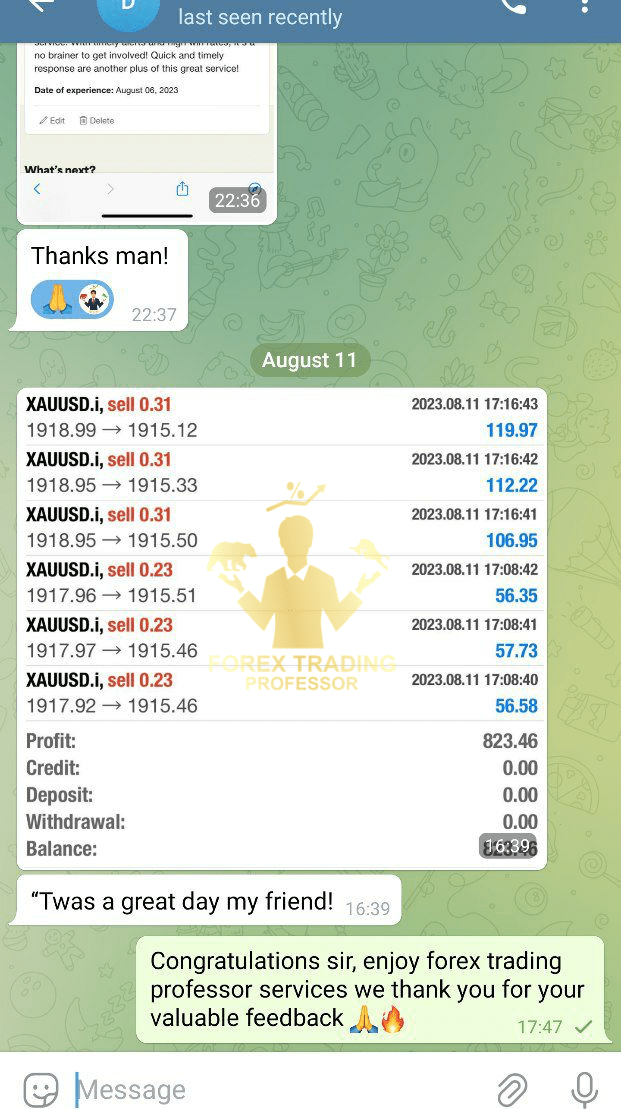 last seen recently
service. With timely alerts and high win rates, it's a
no brainer to get involved! Quick and timely
response are another plus of this great service!
Date of experience: August 06, 2023
Edit Delete
What's next?
22:36
Thanks man!
22:37
August 11
XAUUSD.i, sell 0.31 2023.08.11 17:16:43
1918.99 → 1915.12 119.97
XAUUSD.i, sell 0.31 2023.08.11 17:16:42
1918.95 → 1915.33 112.22
XAUUSD.i, sell 0.31 2023.08.11 17:16:41
1918.95 → 1915.50 106.95
XAUUSD.i, sell 0.23 2023.08.11 17:08:42
1917.96 → 1915.51 56.35
XAUUSD.i, sell 0.23 2023.08.11 17:08:41
1917.97 → 1915.46 57.73
FOREX TRADING
PROFESSOR
XAUUSD.i, sell 0.23 2023.08.11 17:08:40
1917.92 → 1915.46 56.58
Profit: 823.46
Credit: 0.00
Deposit: 0.00
Withdrawal: 0.00
Balance:
16:39
“Twas a great day my friend! 16:39
Congratulations sir, enjoy forex trading
professor services we thank you for your
valuable feedback 🙏🔥
17:47
Message